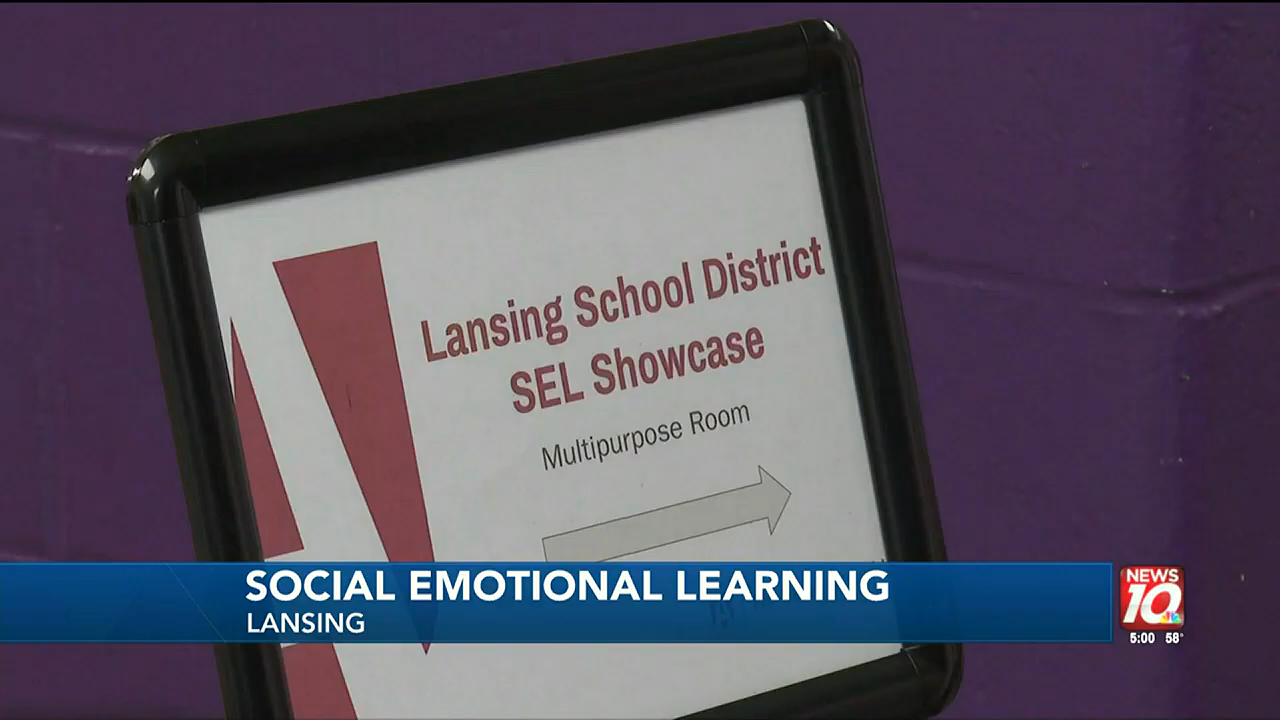 Lansing School District
SEL Showcase
Multipurpose Room
SOCIAL EMOTIONAL LEARNING
LANSING
NEWS
10
5:00 58°